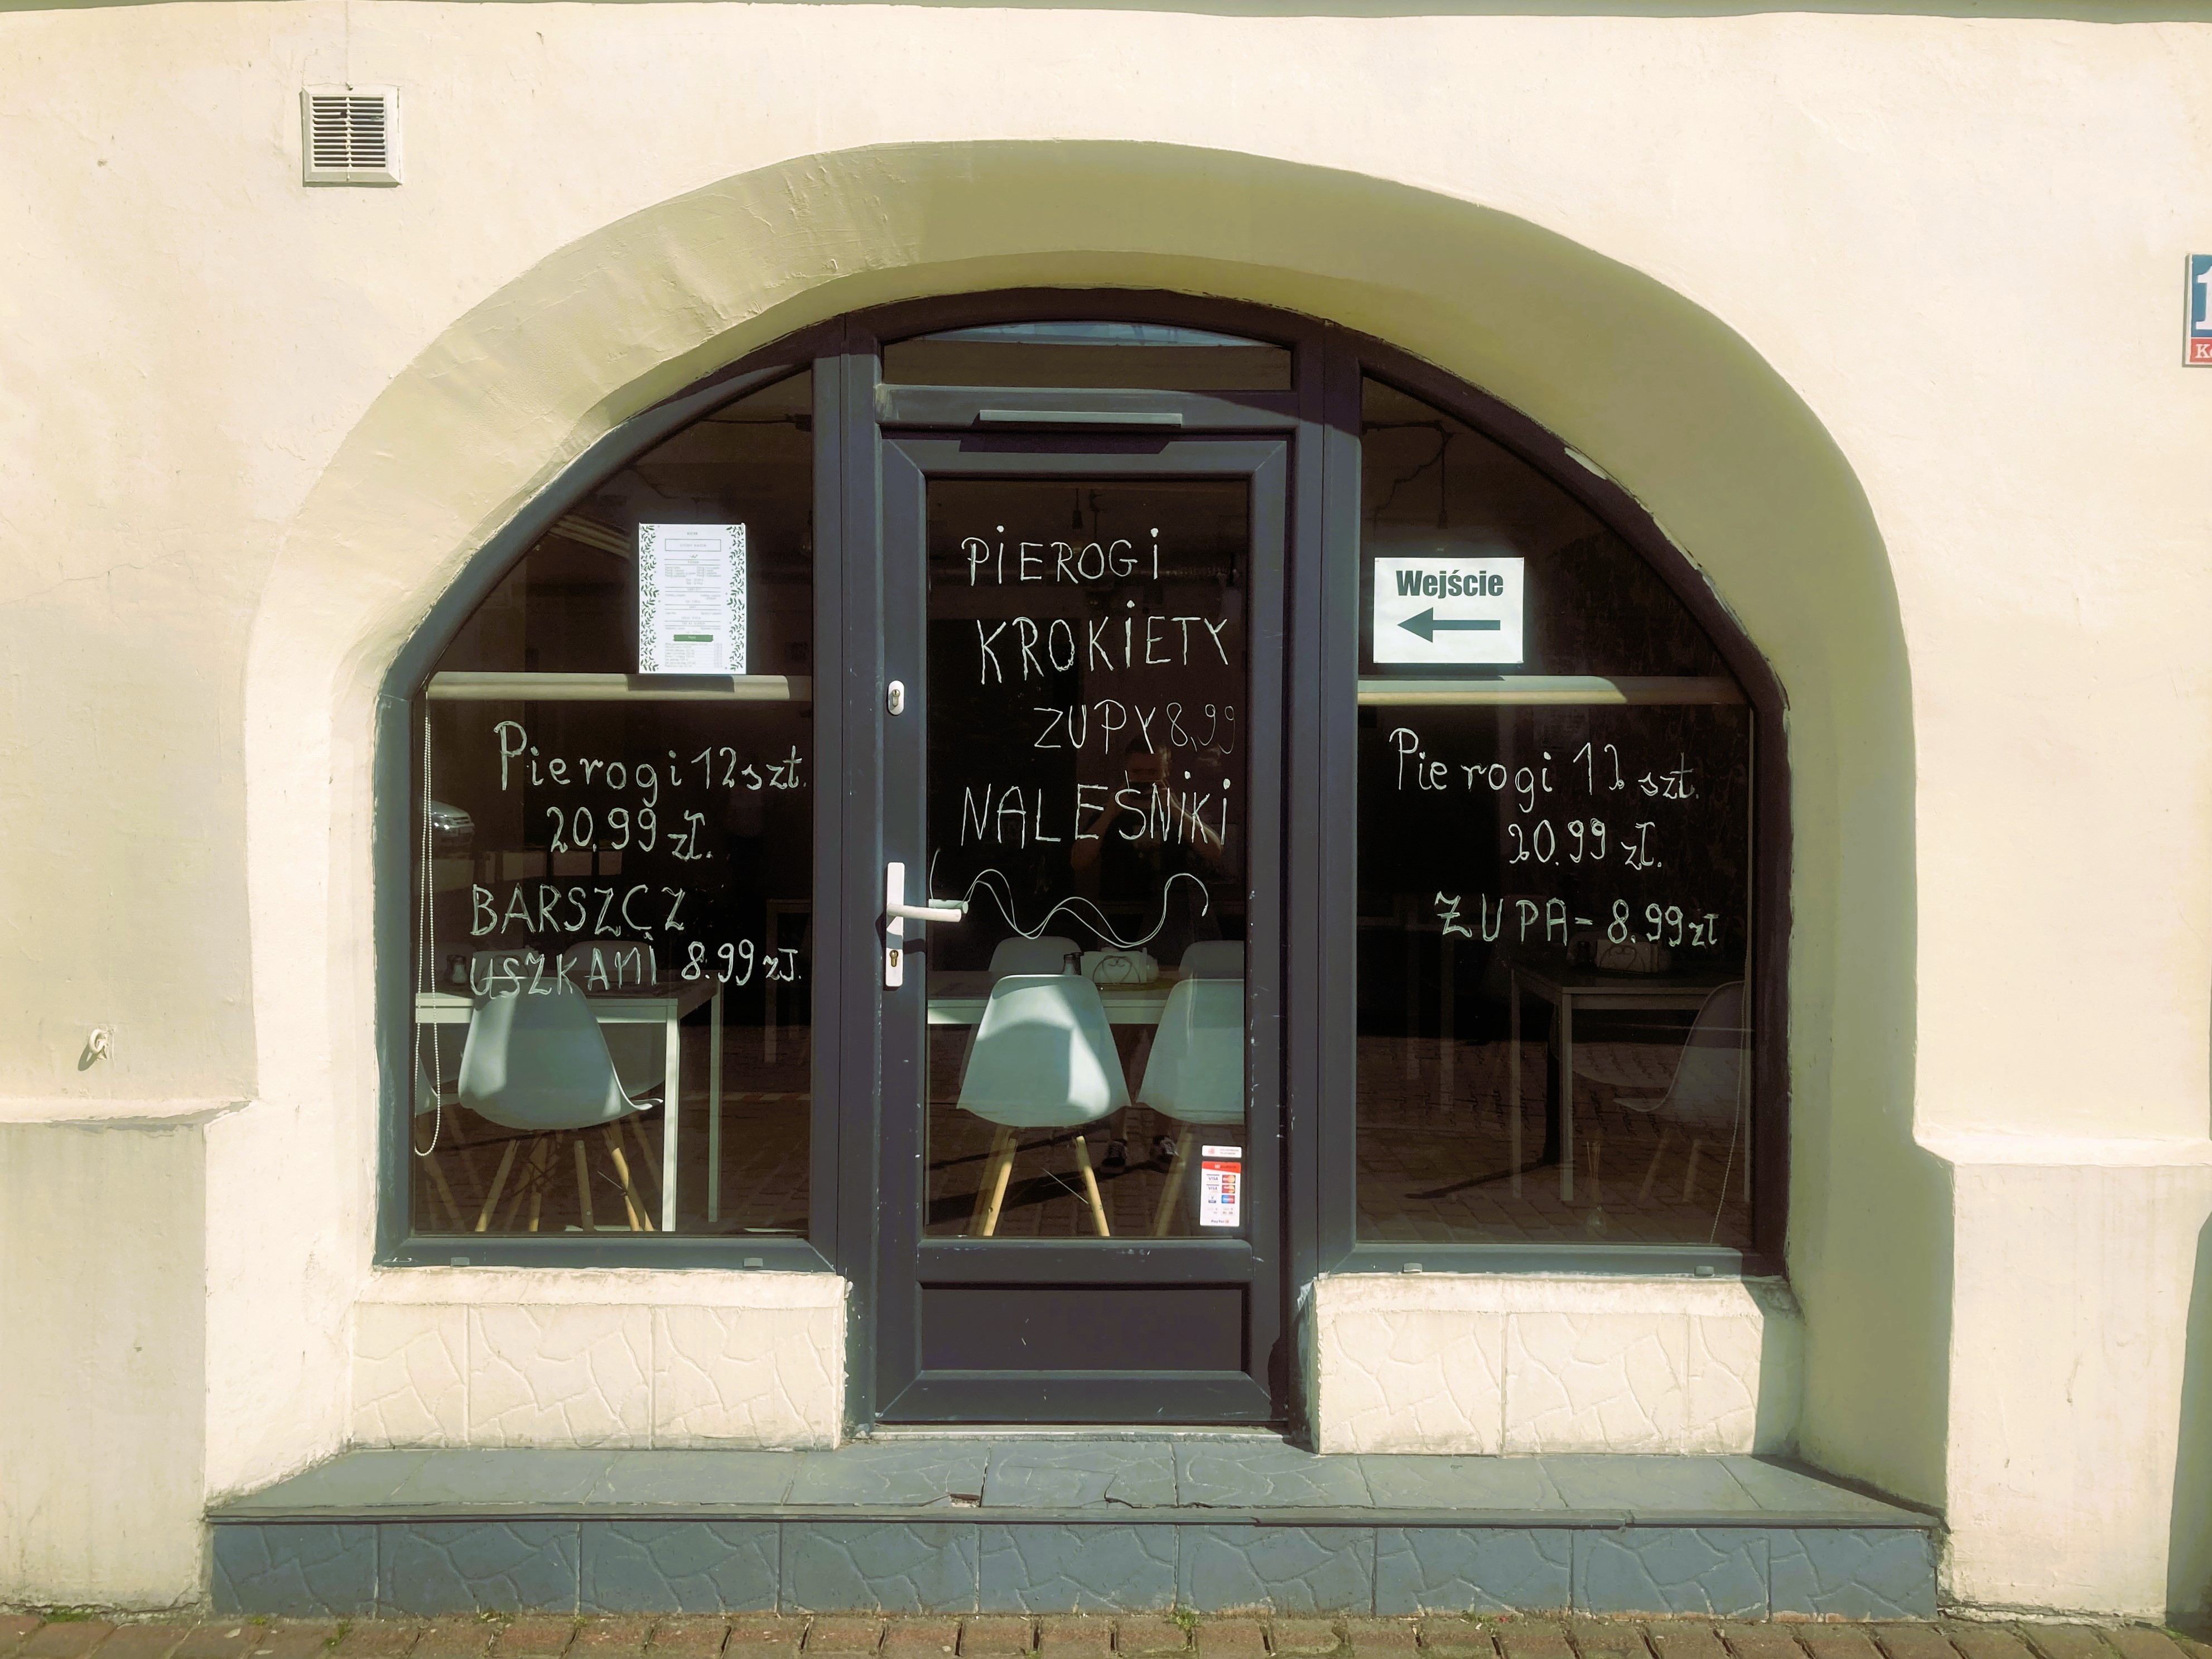 Pierogi 12 szt.
20.99 zł.
BARSZCZ
USZKAMI 8.99 zł.
PIEROGI
KROKIETY
ZUPY 8,99
NALEŚNIKI
Wejście
Pierogi 12 szt.
20.99 zł.
ZUPA - 8.99 zł